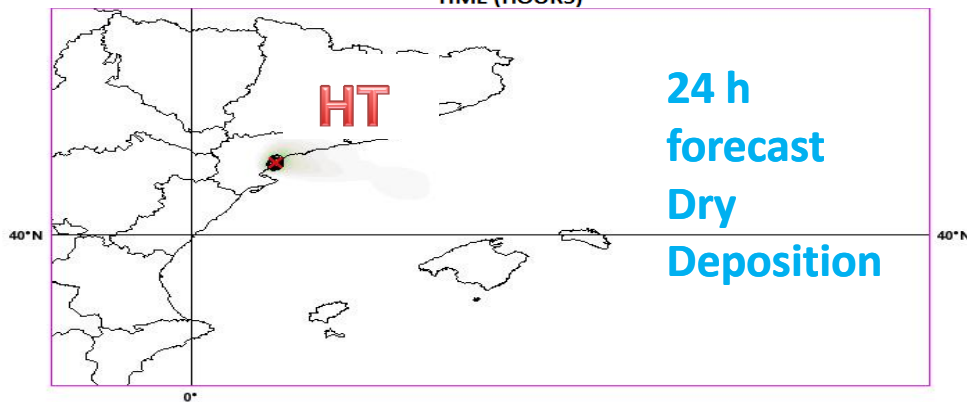 TIME (HOURS)
HT
24 h
forecast
Dry
Deposition
40°N
40°N
0°